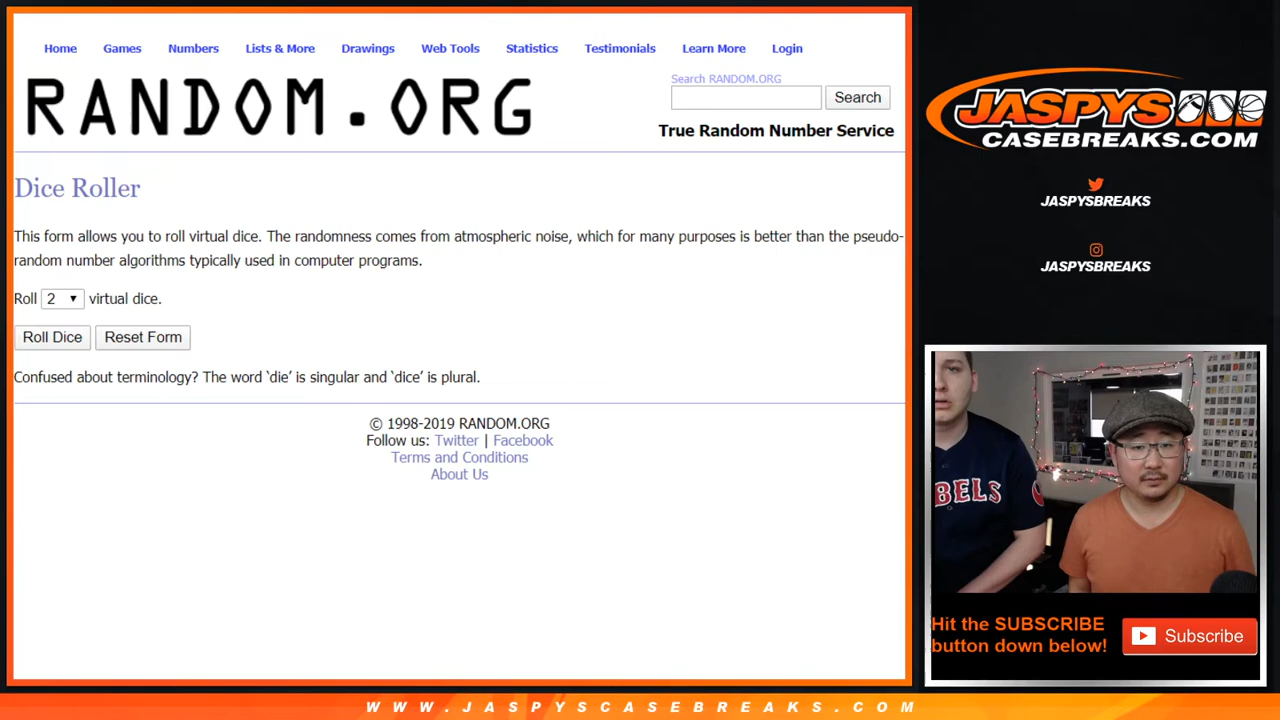 Home Games Numbers Lists & More Drawings Web Tools Statistics Testimonials Learn More Login
RANDOM.ORG
Search RANDOM.ORG
Search
True Random Number Service
Dice Roller
This form allows you to roll virtual dice. The randomness comes from atmospheric noise, which for many purposes is better than the pseudo-
random number algorithms typically used in computer programs.
Roll 2 virtual dice.
Roll Dice Reset Form
Confused about terminology? The word ‘die’ is singular and ‘dice’ is plural.
© 1998-2019 RANDOM.ORG
Follow us: Twitter | Facebook
Terms and Conditions
About Us
JASPYS
CASEBREAKS.COM
JASPYSBREAKS
JASPYSBREAKS
EBELS
Hit the SUBSCRIBE
button down below!
Subscribe
WWW.JASPYSCASEBREAKS.COM